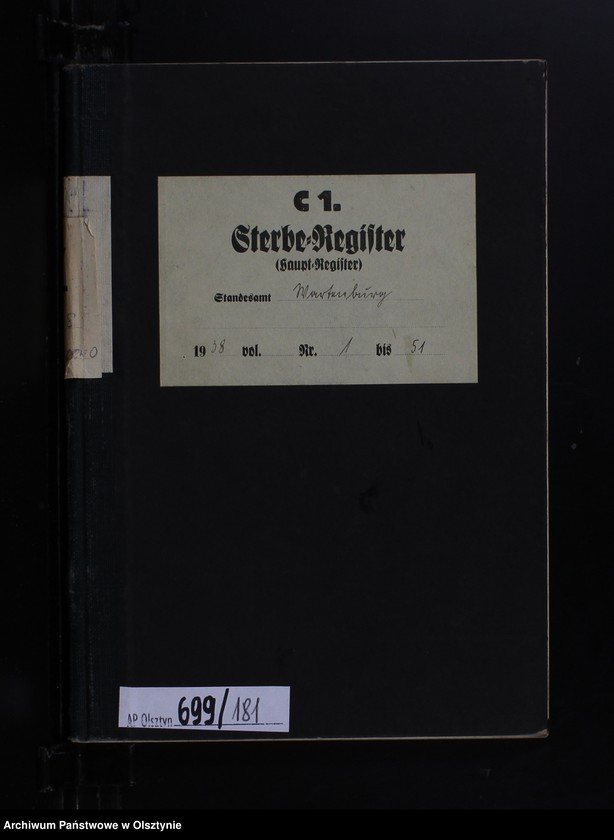 C 1.
Sterbe-Register
(Haupt-Register)
Standesamt Wartenburg
1938 vol. Nr. 1 bis 51
AP Olsztyn 699/181
Archiwum Państwowe w Olsztynie